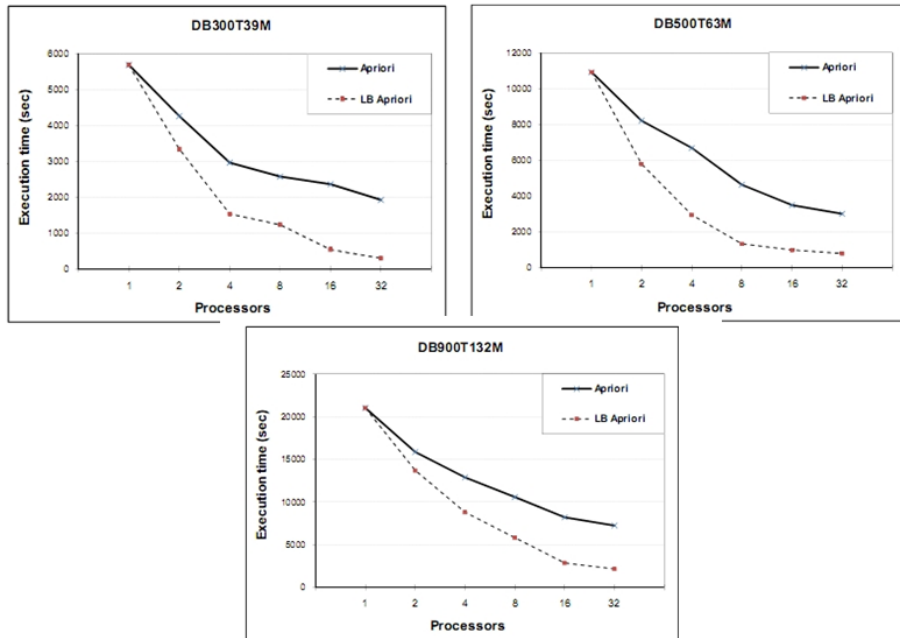 DB300T39M
6000
5000
4000
3000
2000
1000
0
Execution time (sec)
Apriori
LB Apriori
1 2 4 8 16 32
Processors
DB500T63M
12000
10000
8000
6000
4000
2000
0
Execution time (sec)
Apriori
LB Apriori
1 2 4 8 16 32
Processors
DB900T132M
25000
20000
15000
10000
5000
0
Execution time (sec)
Apriori
LB Apriori
1 2 4 8 16 32
Processors